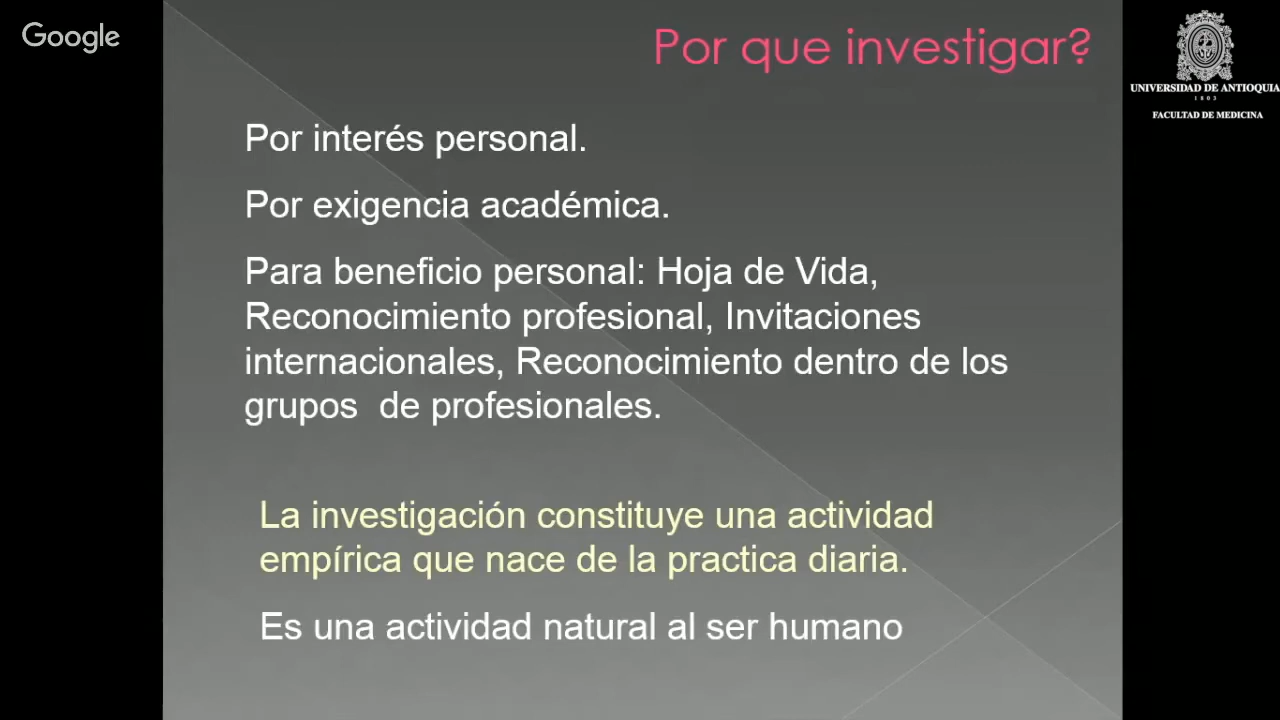 Google
Por que investigar?
UNIVERSIDAD DE ANTIOQUIA
1803
FACULTAD DE MEDICINA
Por interés personal.
Por exigencia académica.
Para beneficio personal: Hoja de Vida,
Reconocimiento profesional, Invitaciones
internacionales, Reconocimiento dentro de los
grupos  de profesionales.
La investigación constituye una actividad
empírica que nace de la practica diaria.
Es una actividad natural al ser humano